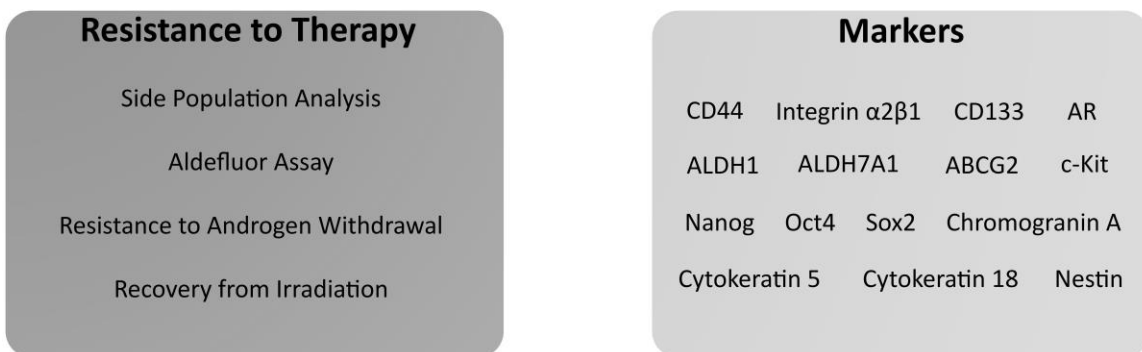 Resistance to Therapy
Side Population Analysis
Aldefluor Assay
Resistance to Androgen Withdrawal
Recovery from Irradiation
Markers
CD44 Integrin α2β1 CD133 AR
ALDH1 ALDH7A1 ABCG2 c-Kit
Nanog Oct4 Sox2 Chromogranin A
Cytokeratin 5 Cytokeratin 18 Nestin